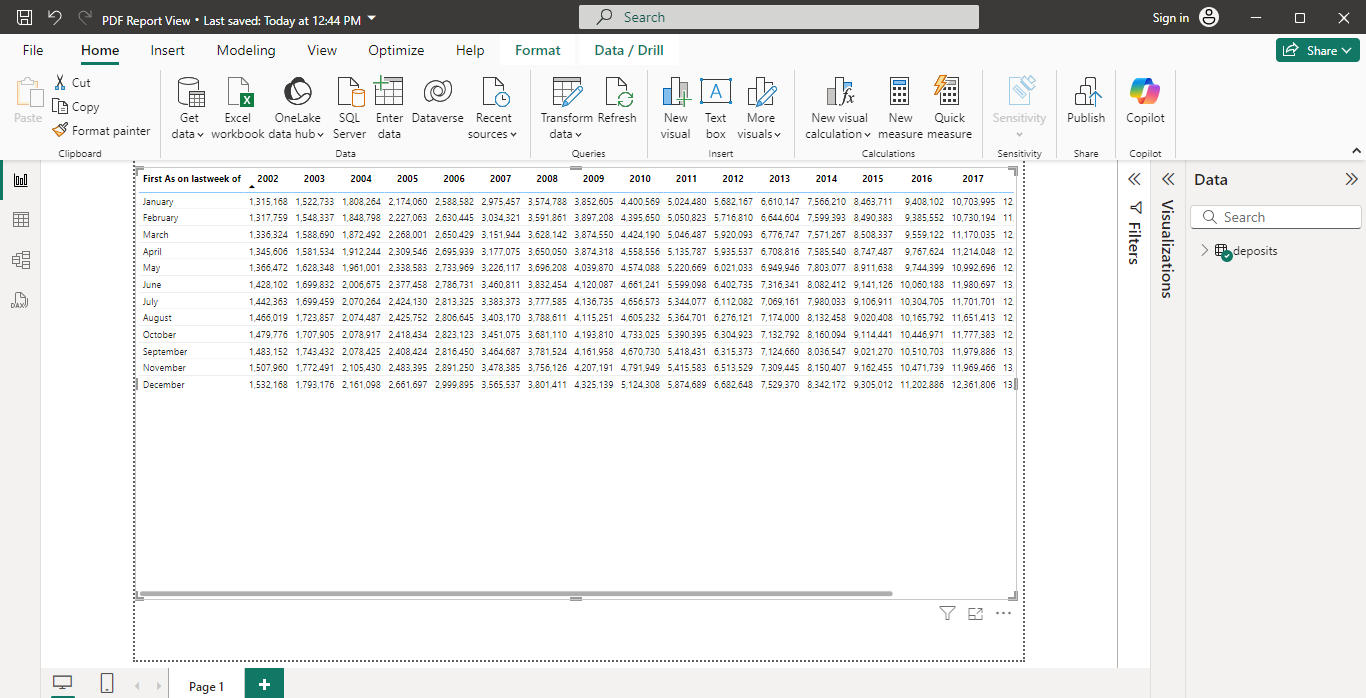 PDF Report View • Last saved: Today at 12:44 PM
Search
Sign in
File Home Insert Modeling View Optimize Help Format Data / Drill
Share
Paste
Cut
Copy
Format painter
Clipboard
Get data
Excel workbook
OneLake data hub
SQL Server
Enter data
Dataverse
Recent sources
Data
Transform data
Refresh
Queries
New visual
Text box
More visuals
Insert
New visual calculation
New measure
Quick measure
Calculations
Sensitivity
Sensitivity
Publish
Share
Copilot
Copilot
First As on lastweek of 2002 2003 2004 2005 2006 2007 2008 2009 2010 2011 2012 2013 2014 2015 2016 2017
January 1,315,168 1,522,733 1,808,264 2,174,060 2,588,582 2,975,457 3,574,788 3,852,605 4,400,569 5,024,480 5,682,167 6,610,147 7,566,210 8,463,711 9,408,102 10,703,995 12,
February 1,317,759 1,548,337 1,848,798 2,227,063 2,630,445 3,034,321 3,591,861 3,897,208 4,395,650 5,050,823 5,716,810 6,644,604 7,599,393 8,490,383 9,385,552 10,730,194 11,
March 1,336,324 1,588,690 1,872,492 2,268,001 2,650,429 3,151,944 3,628,142 3,874,550 4,424,190 5,046,487 5,920,093 6,776,747 7,571,267 8,508,337 9,559,122 11,170,035 12,
April 1,345,606 1,581,534 1,912,244 2,309,546 2,695,939 3,177,075 3,650,050 3,874,318 4,558,556 5,135,787 5,935,537 6,708,816 7,585,540 8,747,487 9,767,624 11,214,048 12,
May 1,366,472 1,628,348 1,961,001 2,338,583 2,733,969 3,226,117 3,696,208 4,039,870 4,574,088 5,220,669 6,021,033 6,949,946 7,803,077 8,911,638 9,744,399 10,992,696 12,
June 1,428,102 1,699,832 2,006,675 2,377,458 2,786,731 3,460,811 3,832,454 4,120,087 4,661,241 5,599,098 6,402,735 7,316,341 8,082,412 9,141,126 10,060,188 11,980,697 13,
July 1,442,363 1,699,459 2,070,264 2,424,130 2,813,325 3,383,373 3,777,585 4,136,735 4,656,573 5,344,077 6,112,082 7,069,161 7,980,033 9,106,911 10,304,705 11,701,701 12,
August 1,466,019 1,723,857 2,074,487 2,425,752 2,806,645 3,403,170 3,788,611 4,115,251 4,605,232 5,364,701 6,276,121 7,174,000 8,132,458 9,020,408 10,165,792 11,651,413 12,
October 1,479,776 1,707,905 2,078,917 2,418,434 2,823,123 3,451,075 3,681,110 4,193,810 4,733,025 5,390,395 6,304,923 7,132,792 8,160,094 9,114,441 10,446,971 11,777,383 12,
September 1,483,152 1,743,432 2,078,425 2,408,424 2,816,450 3,464,687 3,781,524 4,161,958 4,670,730 5,418,431 6,315,373 7,124,660 8,036,547 9,021,270 10,510,703 11,979,886 13,
November 1,507,960 1,772,491 2,105,430 2,483,395 2,891,250 3,478,385 3,756,126 4,207,191 4,791,949 5,415,583 6,513,529 7,309,445 8,150,407 9,162,455 10,471,739 11,969,466 13,
December 1,532,168 1,793,176 2,161,098 2,661,697 2,999,895 3,565,537 3,801,411 4,325,139 5,124,308 5,874,689 6,682,648 7,529,370 8,342,172 9,305,012 11,202,886 12,361,806 13,
Filters
Visualizations
Data
Search
deposits
DAX
Page 1